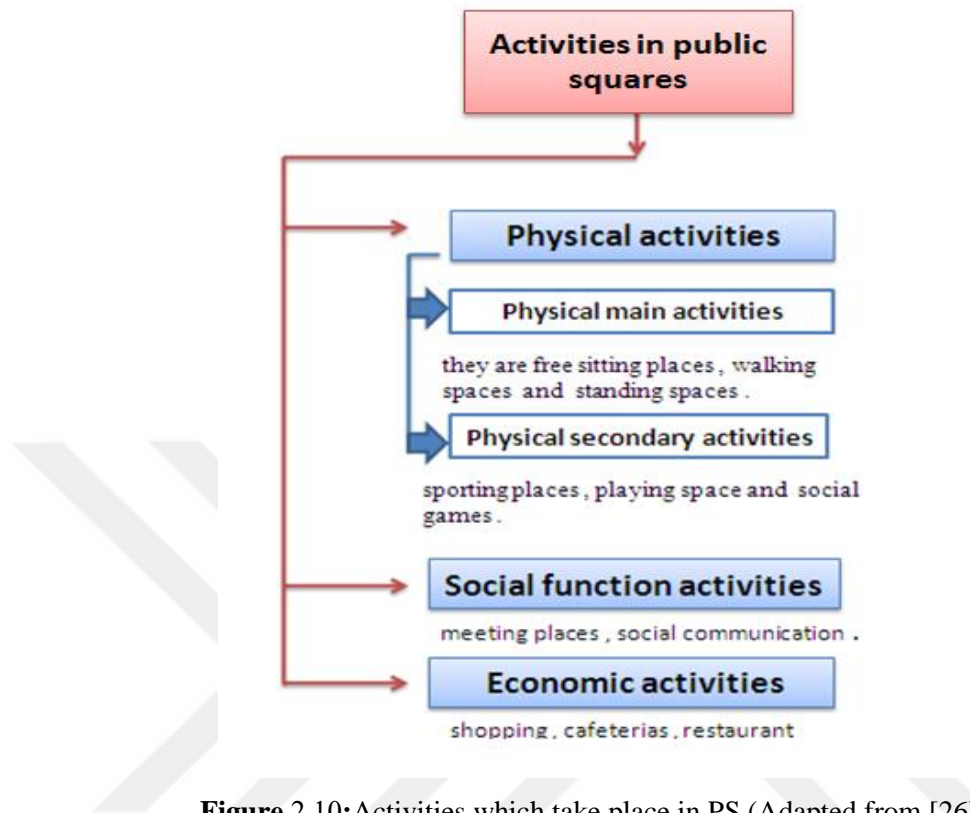 Activities in public
squares
Physical activities
Physical main activities
they are free sitting places , walking
spaces and standing spaces .
Physical secondary activities
sporting places , playing space and social
games .
Social function activities
meeting places , social communication .
Economic activities
shopping , cafeterias , restaurant
Figure 2.10:Activities which take place in PS (Adapted from [26